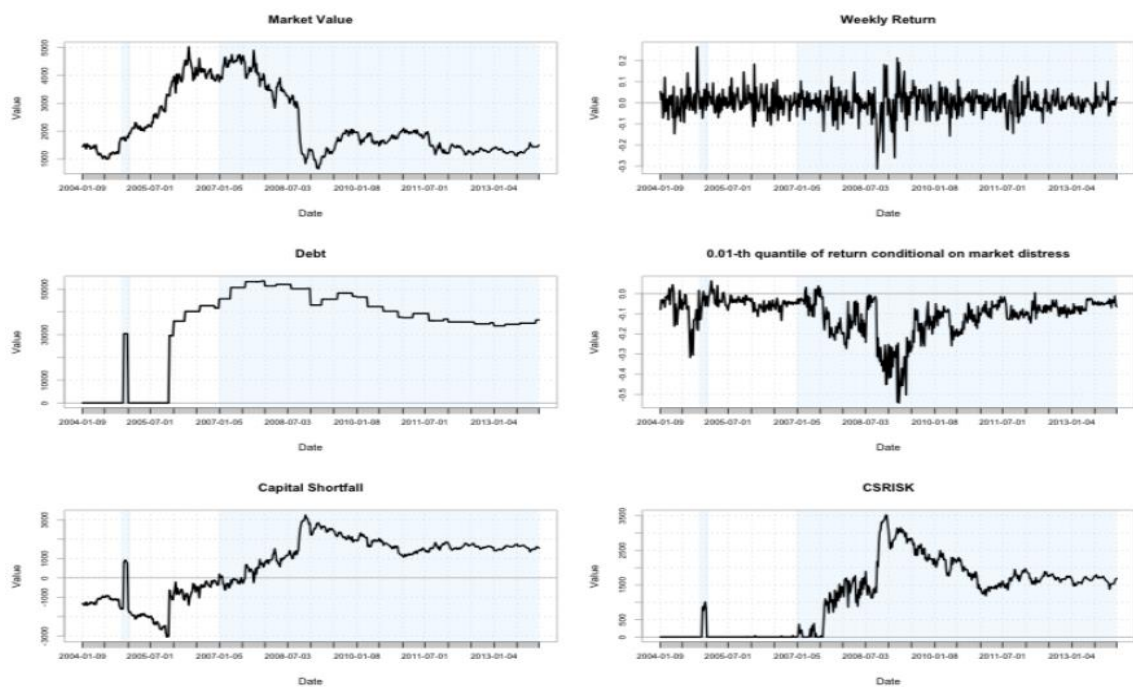 Market Value
Value
5000
4000
3000
2000
1000
2004-01-09 2005-07-01 2007-01-05 2008-07-03 2010-01-08 2011-07-01 2013-01-04
Date
Weekly Return
Value
0.2
0.1
0.0
-0.1
-0.2
-0.3
2004-01-09 2005-07-01 2007-01-05 2008-07-03 2010-01-08 2011-07-01 2013-01-04
Date
Debt
Value
50000
30000
10000
0
2004-01-09 2005-07-01 2007-01-05 2008-07-03 2010-01-08 2011-07-01 2013-01-04
Date
0.01-th quantile of return conditional on market distress
Value
0.0
-0.1
-0.2
-0.3
-0.4
-0.5
2004-01-09 2005-07-01 2007-01-05 2008-07-03 2010-01-08 2011-07-01 2013-01-04
Date
Capital Shortfall
Value
3000
1000
0
-1000
-3000
2004-01-09 2005-07-01 2007-01-05 2008-07-03 2010-01-08 2011-07-01 2013-01-04
Date
CSRISK
Value
3500
2500
1500
500
0
2004-01-09 2005-07-01 2007-01-05 2008-07-03 2010-01-08 2011-07-01 2013-01-04
Date